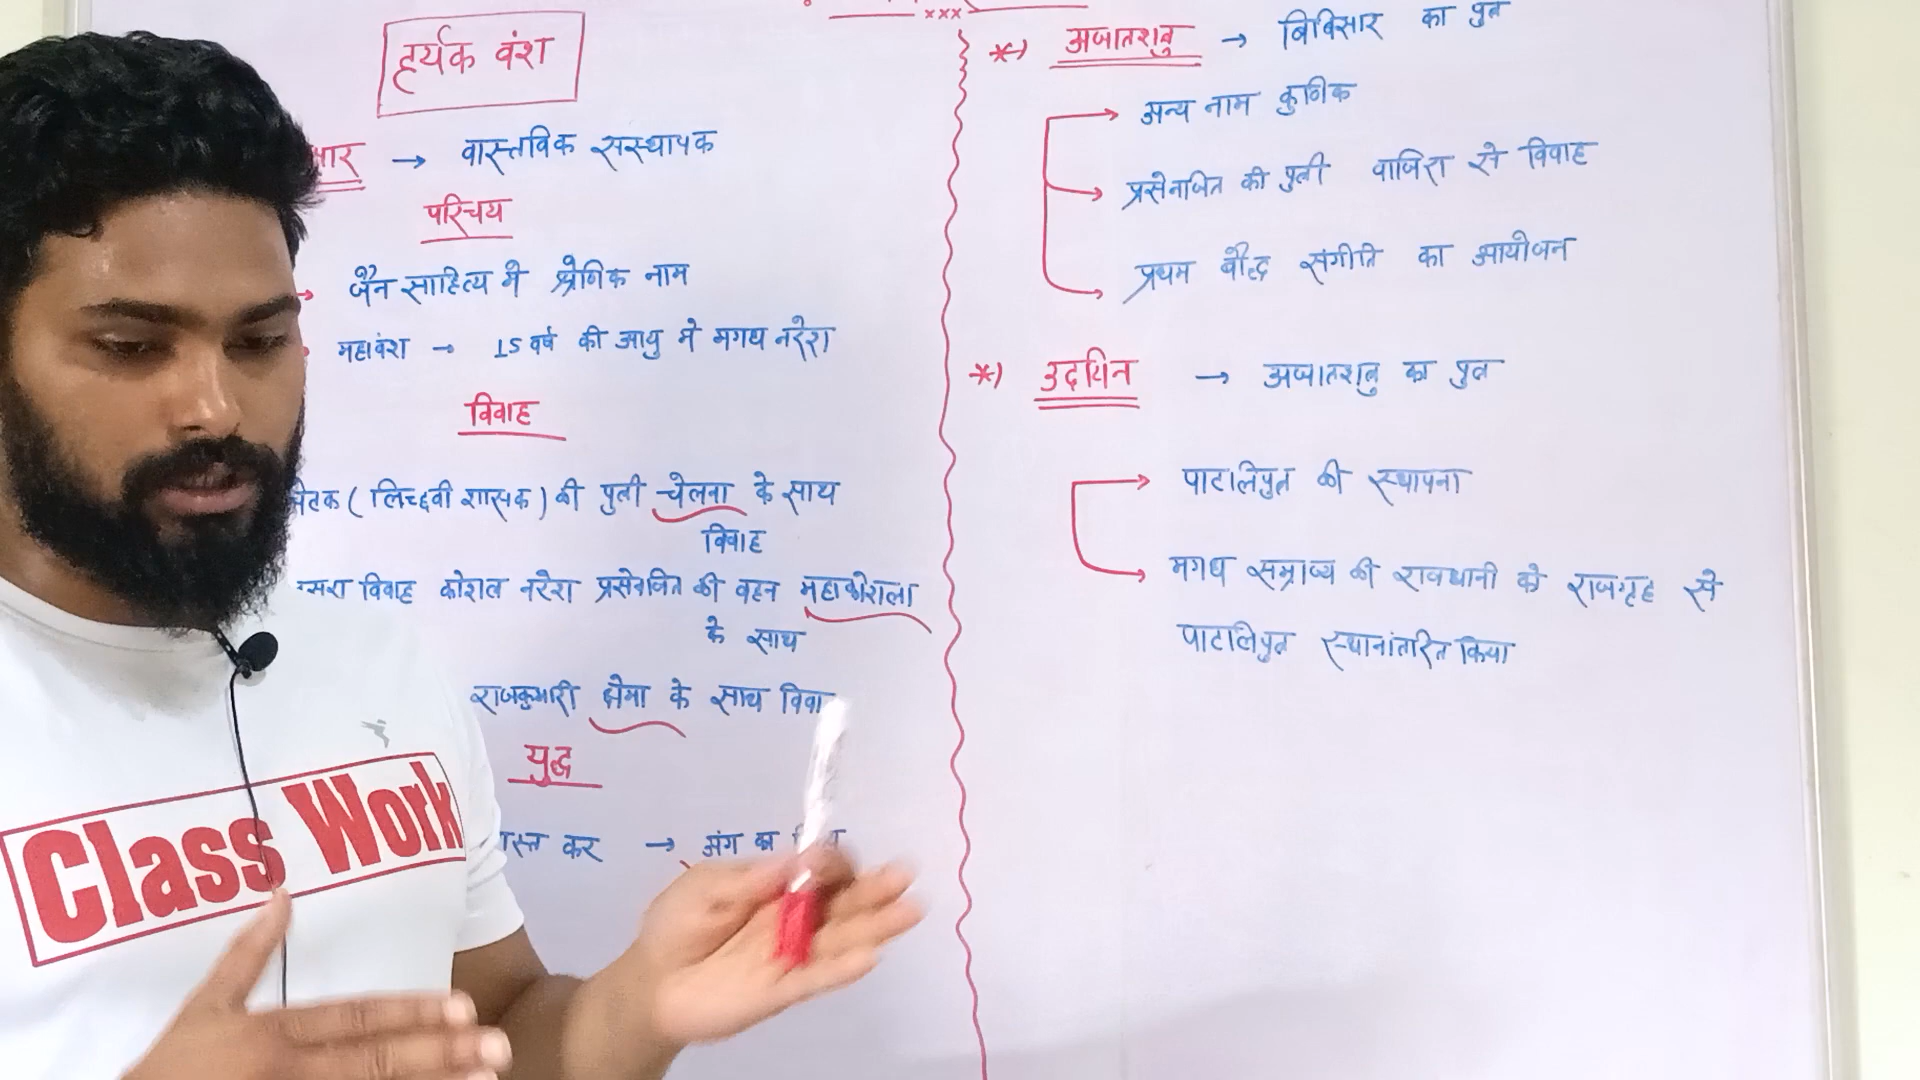 हर्यक वंश
सार → वास्तविक संस्थापक
परिचय
जैन साहित्य मे श्रेणिक नाम
महावंश → 15 वर्ष की आयु मे मगध नरेश
विवाह
चेटक ( लिच्छवी शासक ) की पुत्री चेलना के साथ
विवाह
दूसरा विवाह कोशल नरेश प्रसेनजित की बहन महाकोशला
के साथ
राजकुमारी क्षेमा के साथ विवा
युद्ध
ास्त कर → अंग का
xxx
*) अजातशत्रु → बिंबिसार का पुत्र
अन्य नाम कुणिक
प्रसेनजित की पुत्री वाजिरा से विवाह
प्रथम बौद्ध संगीति का आयोजन
*) उदयिन → अजातशत्रु का पुत्र
पाटलिपुत्र की स्थापना
मगध सम्राज्य की राजधानी को राजगृह से
पाटलिपुत्र स्थानांतरित किया
Class Work